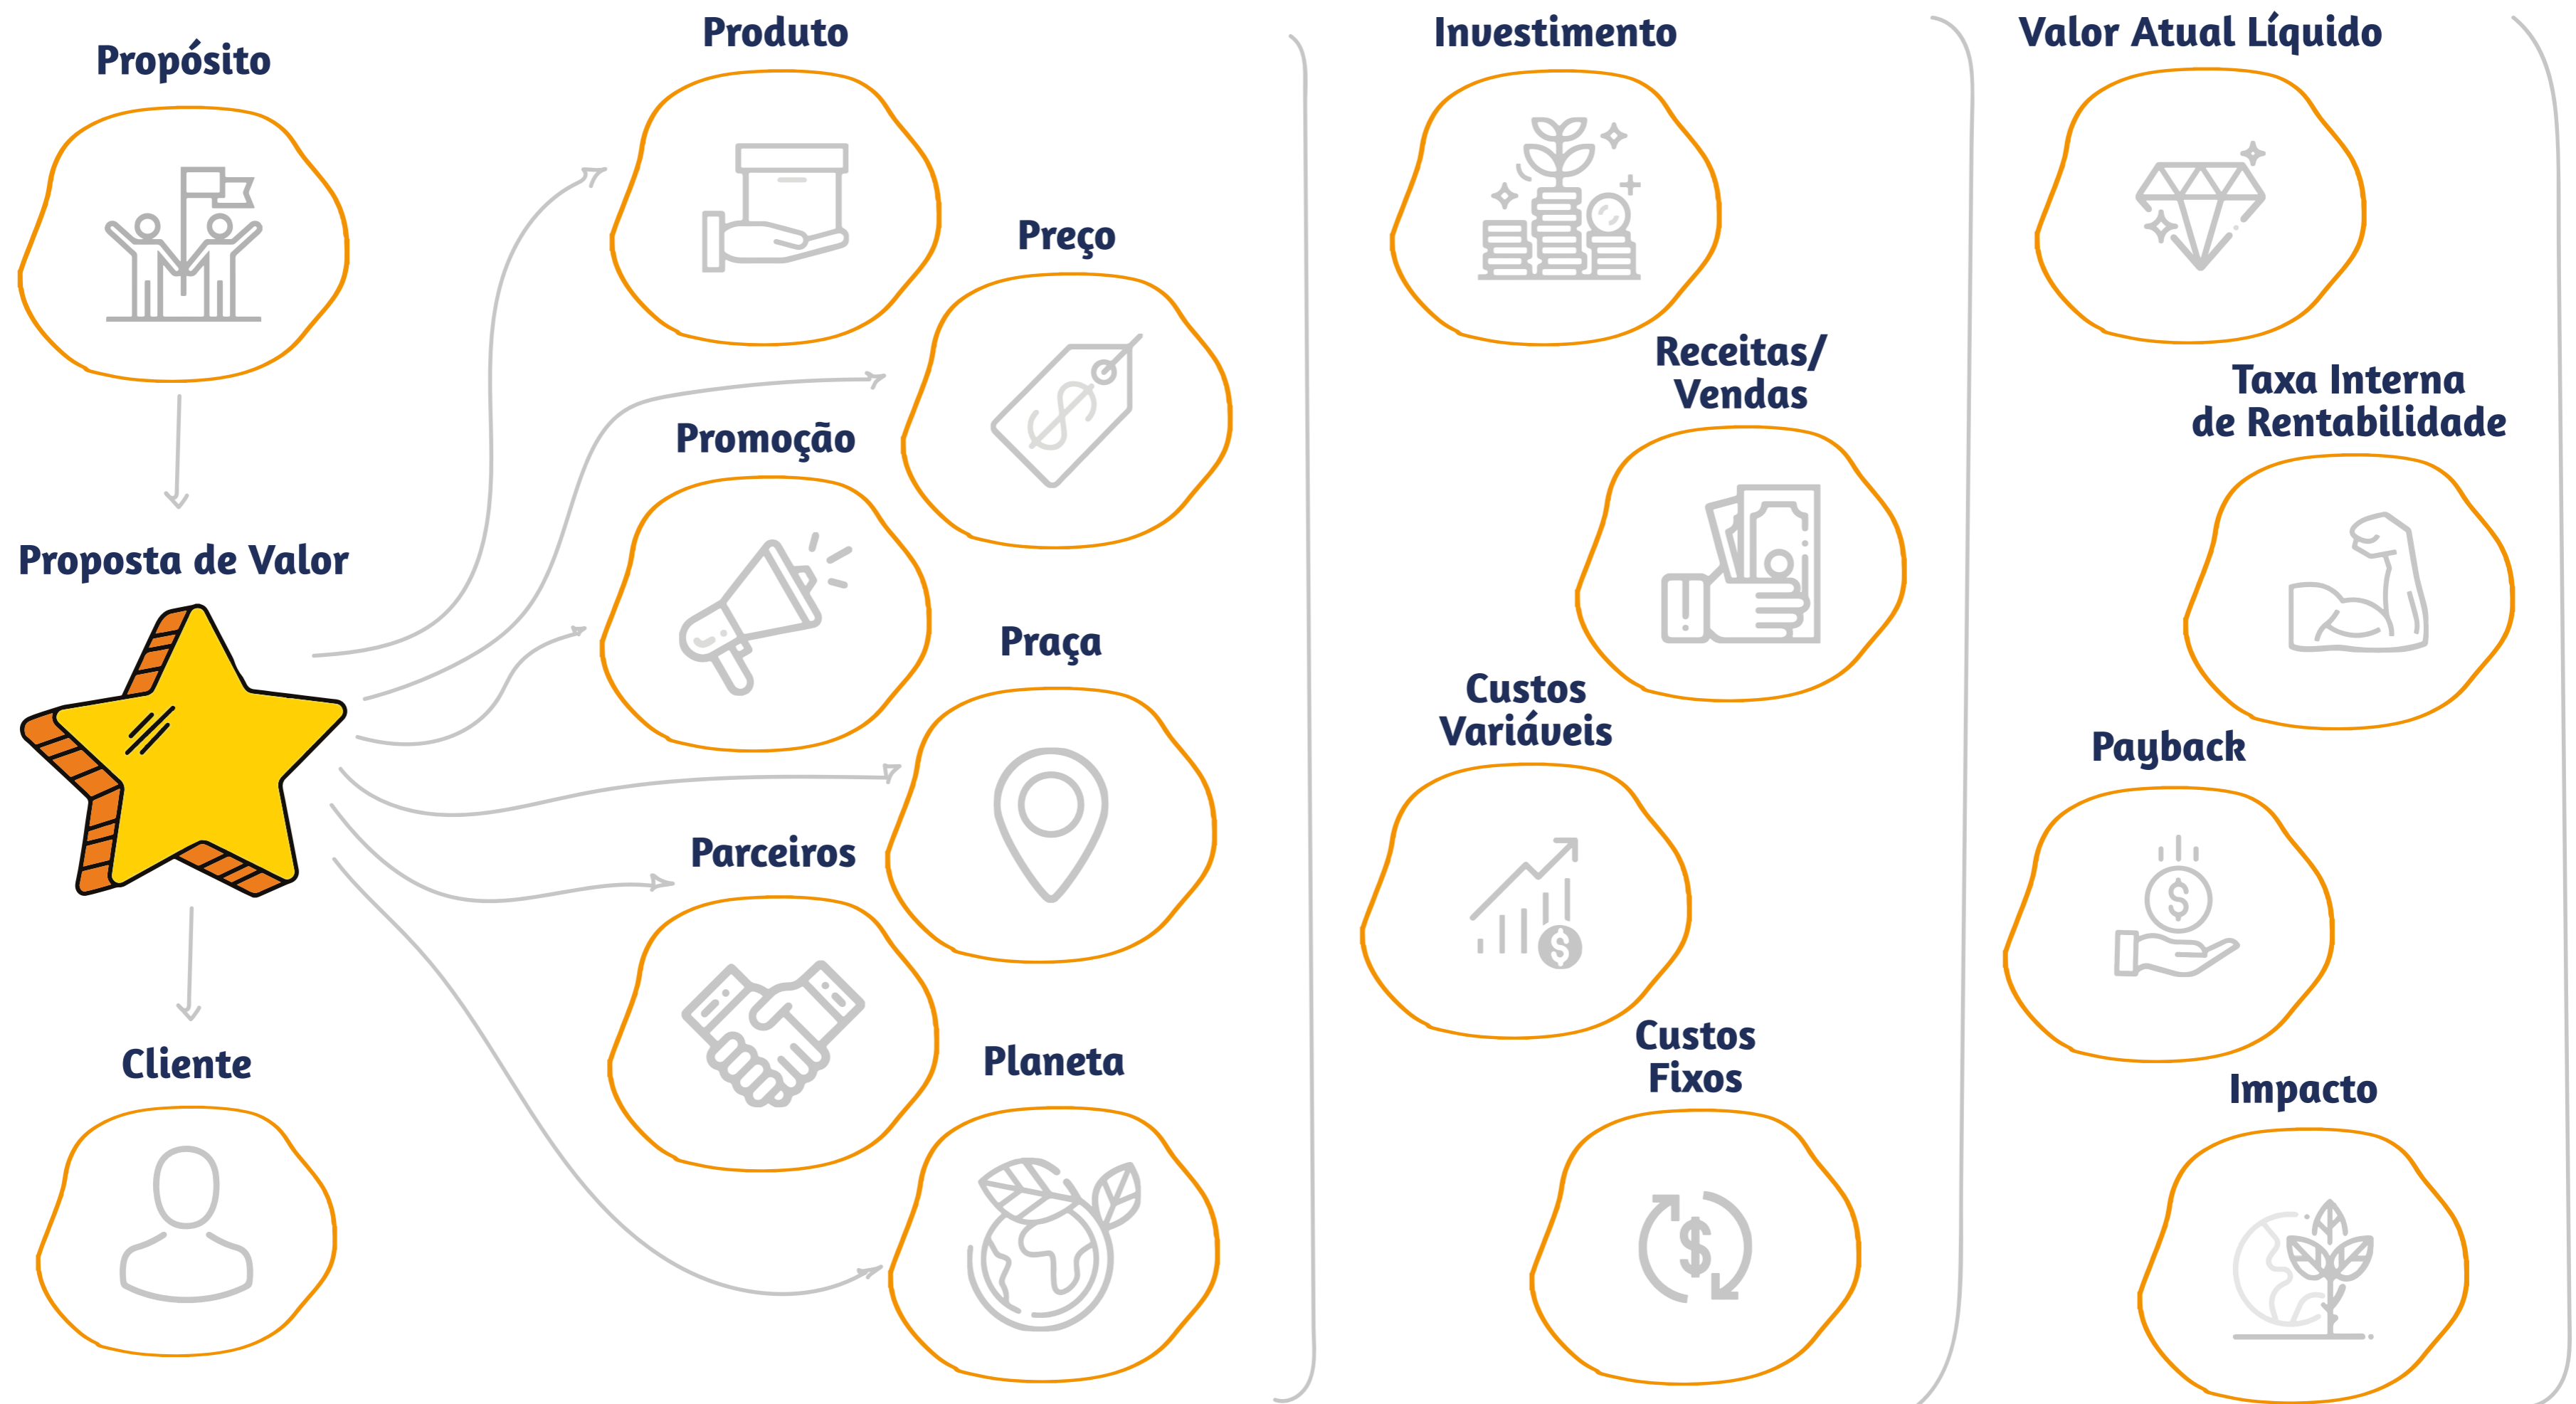 Propósito
Proposta de Valor
Cliente
Produto
Preço
Promoção
Praça
Parceiros
Planeta
Investimento
Receitas/
Vendas
Custos
Variáveis
Custos
Fixos
Valor Atual Líquido
Taxa Interna
de Rentabilidade
Payback
Impacto